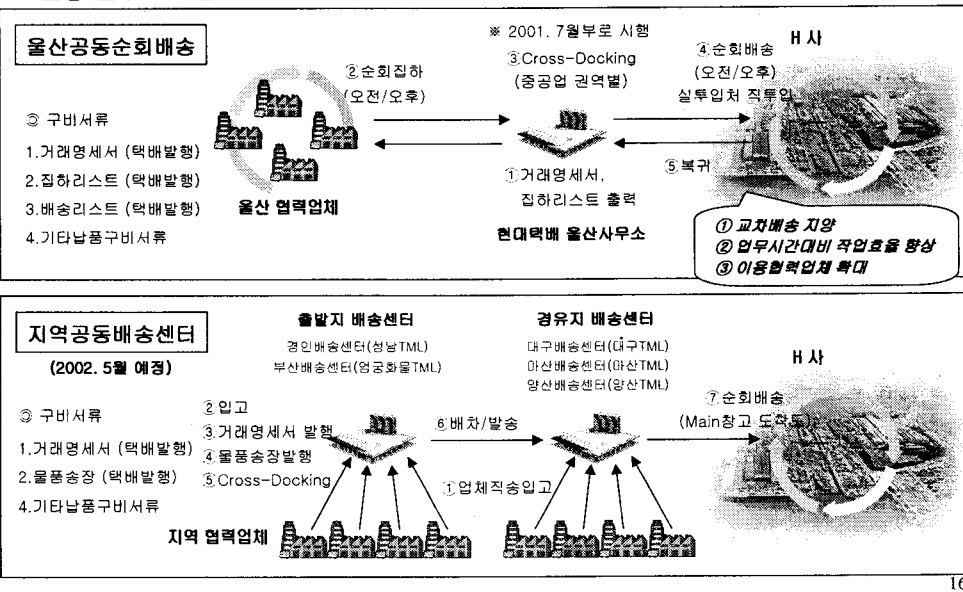 울산공동순회배송
※ 2001. 7월부로 시행
H 사
③Cross-Docking
(중공업 권역별)
②순회집하
(오전/오후)
④순회배송
(오전/오후)
실투입처 직투입
◎ 구비서류
1.거래명세서 (택배발행)
2.집하리스트 (택배발행)
3.배송리스트 (택배발행)
4.기타납품구비서류
울산 협력업체
①거래명세서,
집하리스트 출력
현대택배 울산사무소
⑤복귀
① 교차배송 지양
② 업무시간대비 작업효율 향상
③ 이용협력업체 확대
지역공동배송센터
(2002. 5월 예정)
출발지 배송센터
경인배송센터(성남TML)
부산배송센터(엄궁화물TML)
경유지 배송센터
대구배송센터(대구TML)
마산배송센터(마산TML)
양산배송센터(양산TML)
H 사
◎ 구비서류
1.거래명세서 (택배발행)
2.물품송장 (택배발행)
4.기타납품구비서류
②입고
③거래명세서 발행
④물품송장발행
⑤Cross-Docking
⑥배차/발송
①업체직송입고
⑦순회배송
(Main창고 도착도)
지역 협력업체
16